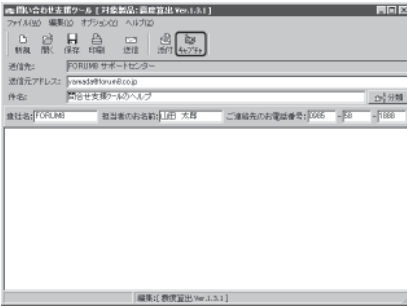 問い合わせ支援ツール [ 対象製品:震度算出 Ver.1.3.1 ]
ファイル(W) 編集(X) オプション(Y) ヘルプ(Z)
新規 開く 保存 印刷 送信 添付 キャプチャ
送信先: FORUM8 サポートセンター
送信元アドレス: yamada@forum8.co.jp
件名: 問合せ支援ツールのヘルプ 分類
貴社名: FORUM8 担当者のお名前: 山田 太郎 ご連絡先のお電話番号: 0985 - 58 - 1888
編集:[ 震度算出 Ver.1.3.1 ]